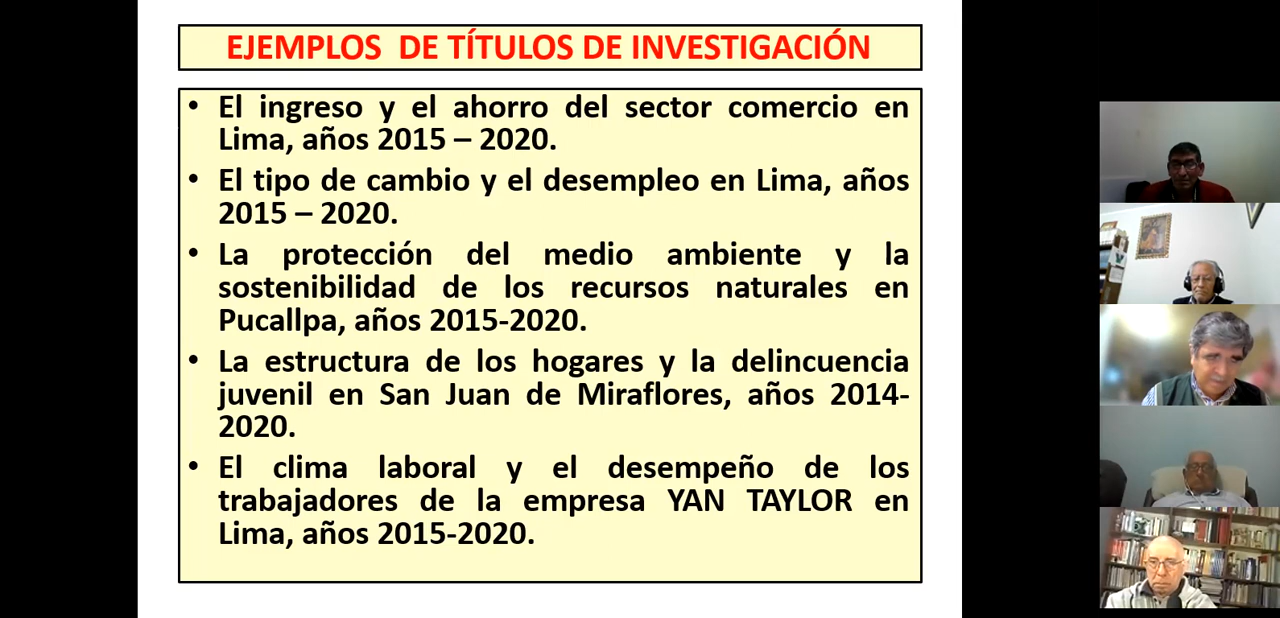 EJEMPLOS DE TÍTULOS DE INVESTIGACIÓN
• El ingreso y el ahorro del sector comercio en
Lima, años 2015 – 2020.
• El tipo de cambio y el desempleo en Lima, años
2015 – 2020.
• La protección del medio ambiente y la
sostenibilidad de los recursos naturales en
Pucallpa, años 2015-2020.
• La estructura de los hogares y la delincuencia
juvenil en San Juan de Miraflores, años 2014-
2020.
• El clima laboral y el desempeño de los
trabajadores de la empresa YAN TAYLOR en
Lima, años 2015-2020.